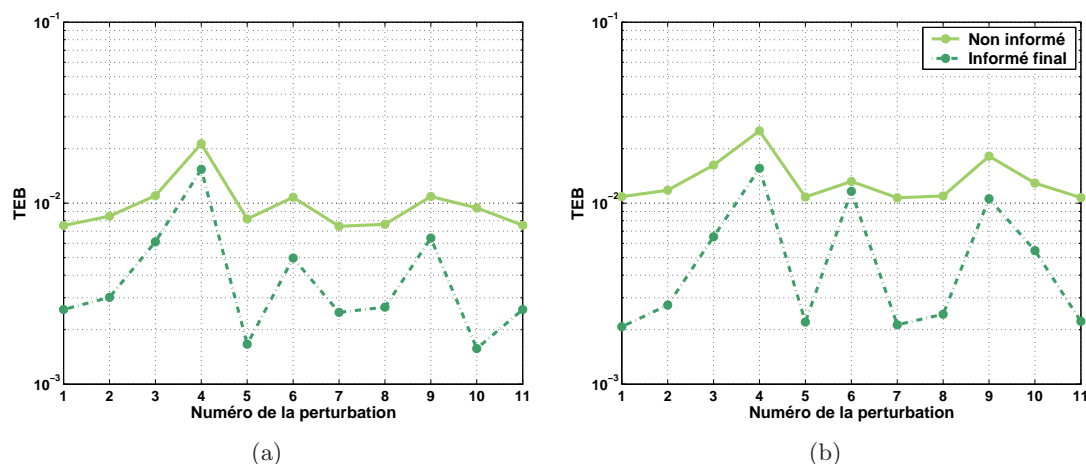 10⁻¹
10⁻²
10⁻³
TEB
1 2 3 4 5 6 7 8 9 10 11
Numéro de la perturbation
(a)
10⁻¹
10⁻²
10⁻³
TEB
Non informé
Informé final
1 2 3 4 5 6 7 8 9 10 11
Numéro de la perturbation
(b)